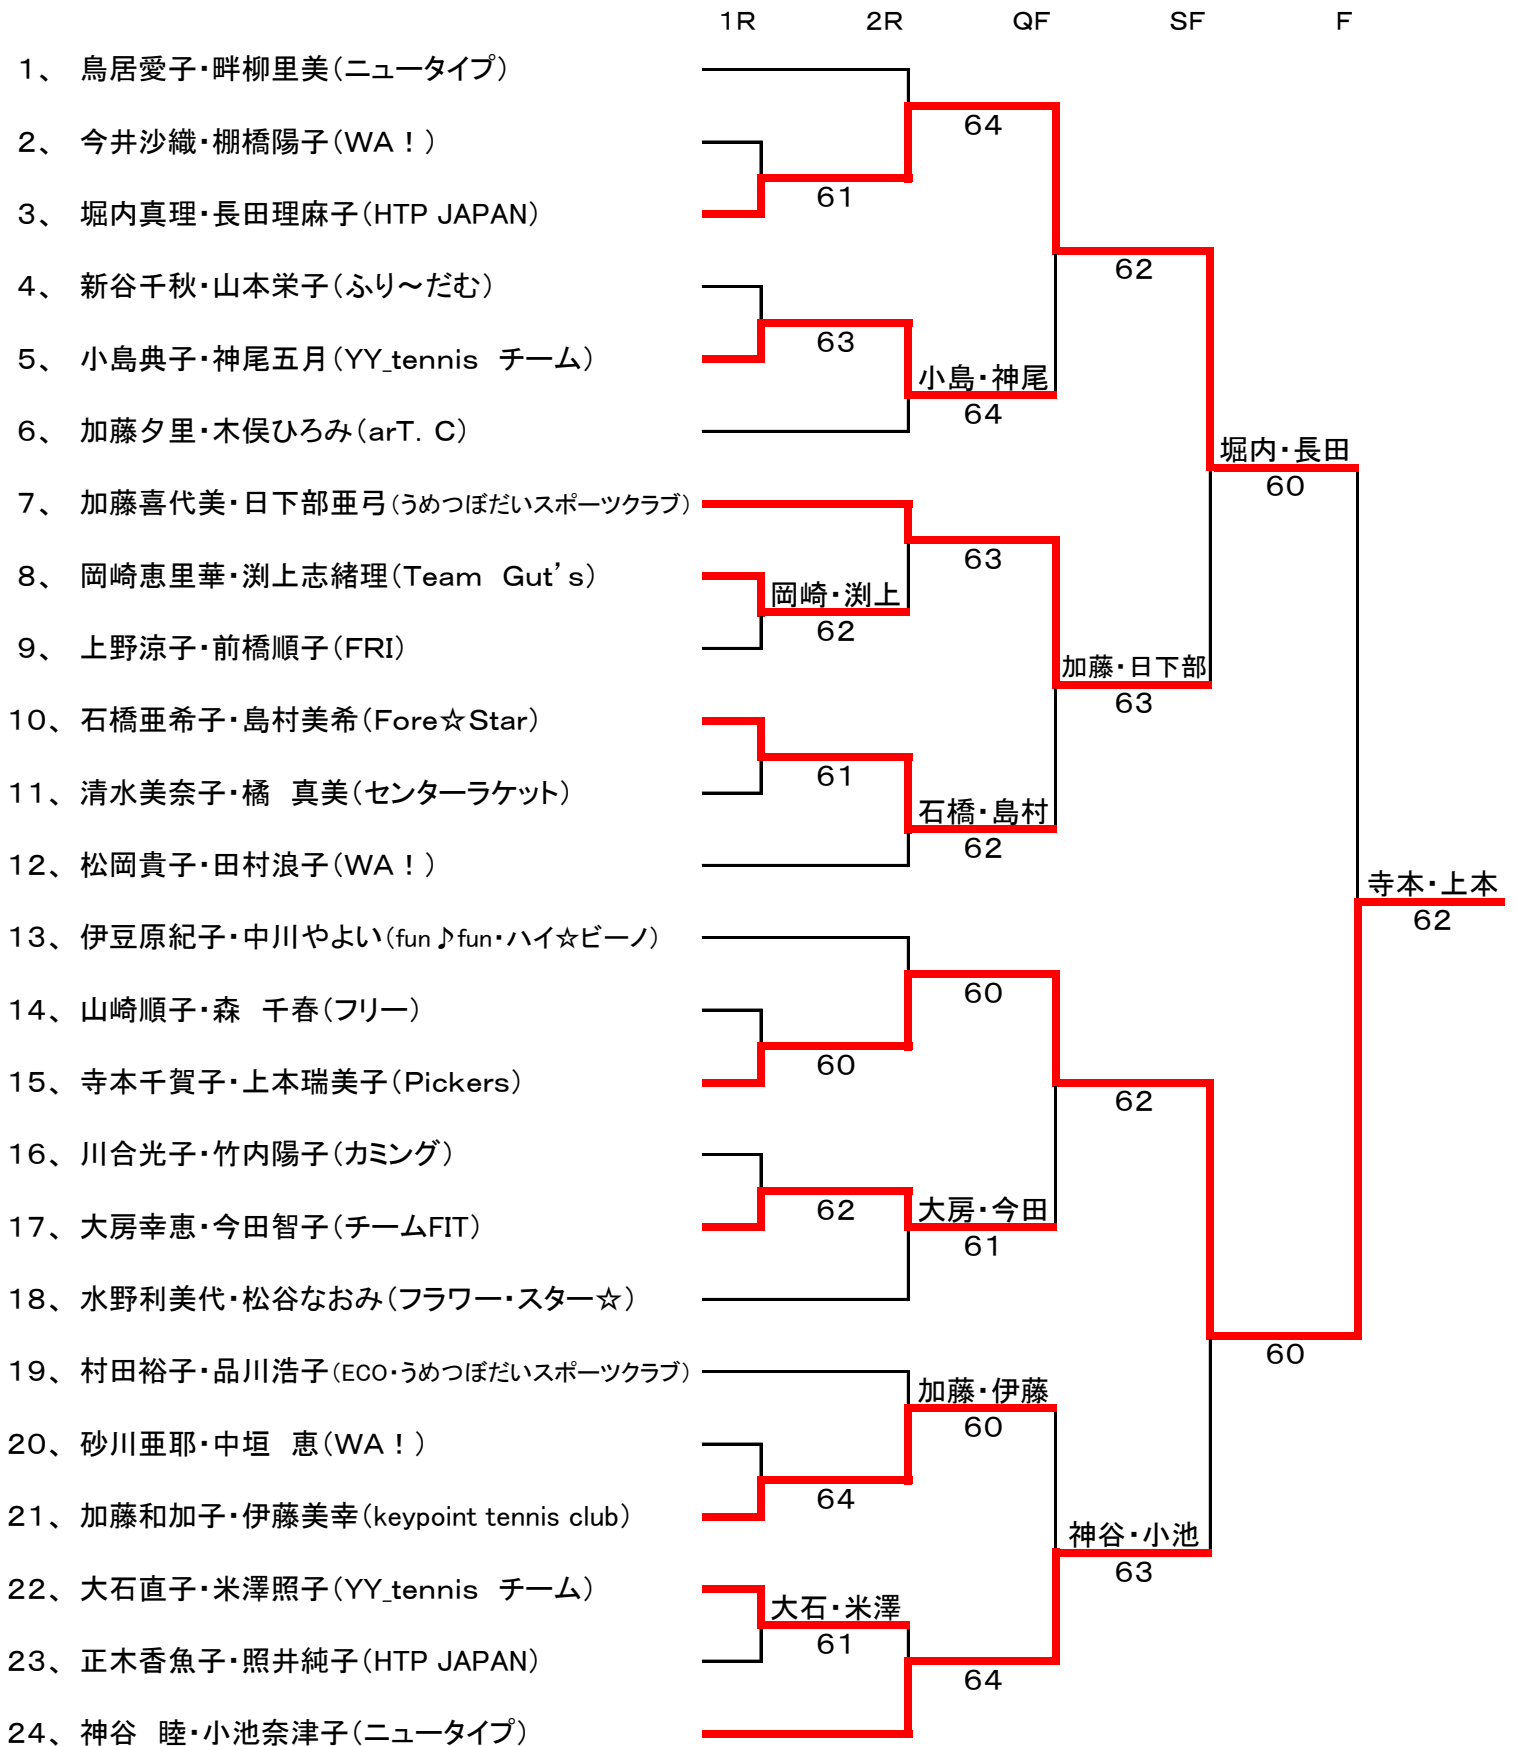 1R 2R QF SF F
1、 鳥居愛子・畔柳里美（ニュータイプ）
64
2、 今井沙織・棚橋陽子（WA！）
61
3、 堀内真理・長田理麻子（HTP JAPAN）
62
4、 新谷千秋・山本栄子（ふり～だむ）
63
5、 小島典子・神尾五月（YY_tennis　チーム）
小島・神尾
64
6、 加藤夕里・木俣ひろみ（arT．C）
堀内・長田
60
7、 加藤喜代美・日下部亜弓（うめつぼだいスポーツクラブ）
63
8、 岡崎恵里華・渕上志緒理（Team　Gut’s）
岡崎・渕上
62
9、 上野涼子・前橋順子（FRI）
加藤・日下部
63
10、 石橋亜希子・島村美希（Fore☆Star）
61
11、 清水美奈子・橘　真美（センターラケット）
石橋・島村
62
12、 松岡貴子・田村浪子（WA！）
寺本・上本
62
13、 伊豆原紀子・中川やよい（fun♪fun・ハイ☆ビーノ）
60
14、 山崎順子・森　千春（フリー）
60
15、 寺本千賀子・上本瑞美子（Pickers）
62
16、 川合光子・竹内陽子（カミング）
62
17、 大房幸恵・今田智子（チームFIT）
大房・今田
61
18、 水野利美代・松谷なおみ（フラワー・スター☆）
60
19、 村田裕子・品川浩子（ECO・うめつぼだいスポーツクラブ）
加藤・伊藤
60
20、 砂川亜耶・中垣　恵（WA！）
64
21、 加藤和加子・伊藤美幸（keypoint tennis club）
神谷・小池
63
22、 大石直子・米澤照子（YY_tennis　チーム）
大石・米澤
61
23、 正木香魚子・照井純子（HTP JAPAN）
64
24、 神谷　睦・小池奈津子（ニュータイプ）